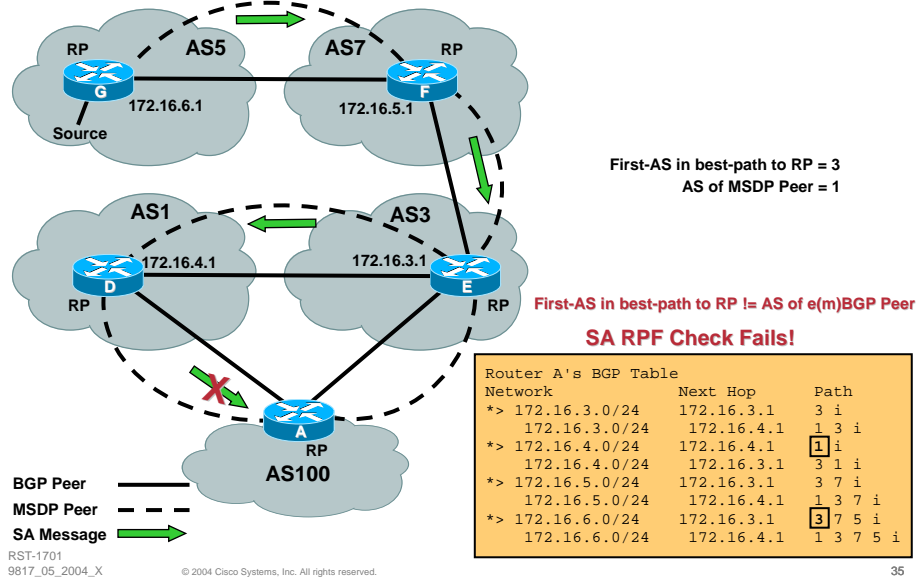 RP
AS5
AS7
RP
G
F
172.16.6.1
172.16.5.1
Source
First-AS in best-path to RP = 3
AS of MSDP Peer = 1
AS1
AS3
172.16.4.1
172.16.3.1
D
E
RP
RP
First-AS in best-path to RP != AS of e(m)BGP Peer
SA RPF Check Fails!
X
A
RP
AS100
Router A's BGP Table
Network Next Hop Path
*> 172.16.3.0/24 172.16.3.1 3 i
172.16.3.0/24 172.16.4.1 1 3 i
*> 172.16.4.0/24 172.16.4.1 1 i
172.16.4.0/24 172.16.3.1 3 1 i
*> 172.16.5.0/24 172.16.3.1 3 7 i
172.16.5.0/24 172.16.4.1 1 3 7 i
*> 172.16.6.0/24 172.16.3.1 3 7 5 i
172.16.6.0/24 172.16.4.1 1 3 7 5 i
BGP Peer
MSDP Peer
SA Message
RST-1701
9817_05_2004_X
© 2004 Cisco Systems, Inc. All rights reserved.
35